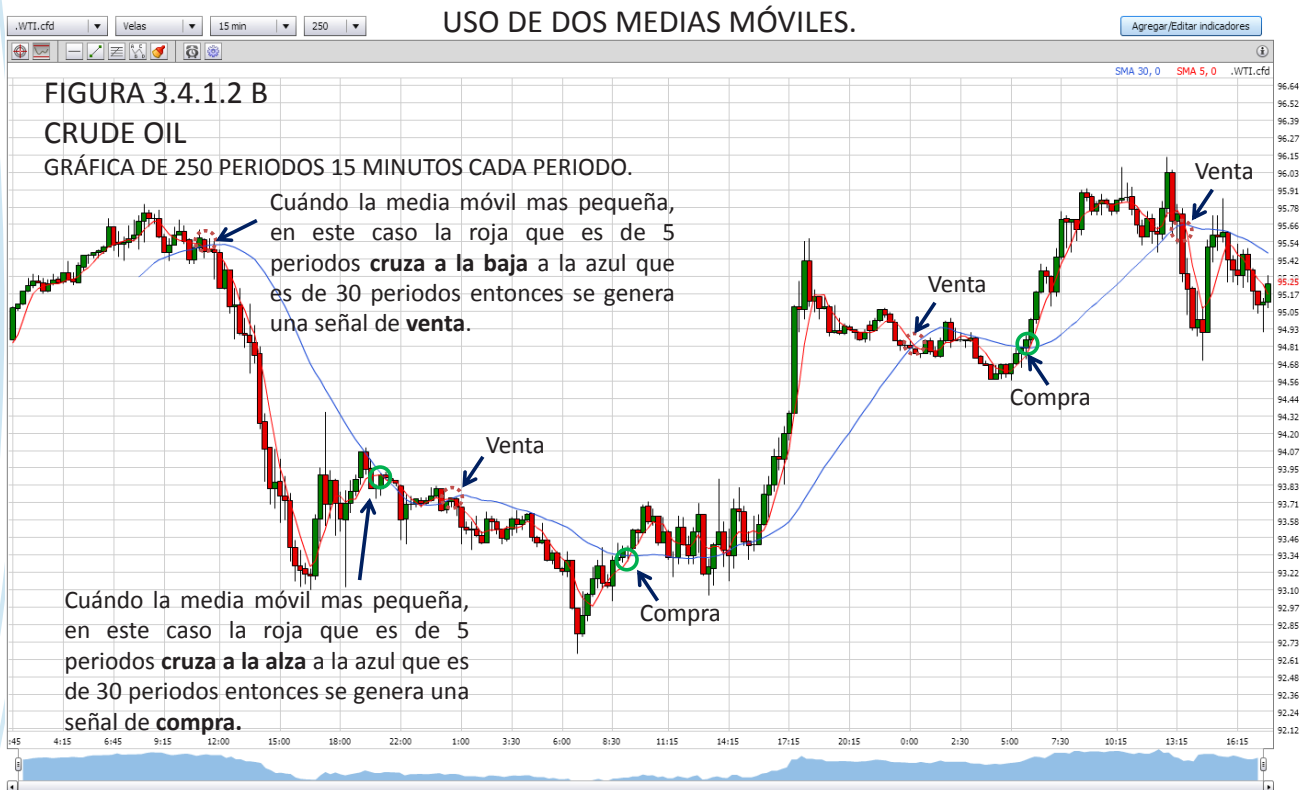 USO DE DOS MEDIAS MÓVILES.
.WTI.cfd
Velas
15 min
250
Agregar/Editar indicadores
SMA 30, 0 SMA 5, 0 .WTI.cfd
FIGURA 3.4.1.2 B
CRUDE OIL
GRÁFICA DE 250 PERIODOS 15 MINUTOS CADA PERIODO.
Cuándo la media móvil mas pequeña,
en este caso la roja que es de 5
periodos cruza a la baja a la azul que
es de 30 periodos entonces se genera
una señal de venta.
Venta
Venta
Compra
Venta
Compra
Cuándo la media móvil mas pequeña,
en este caso la roja que es de 5
periodos cruza a la alza a la azul que es
de 30 periodos entonces se genera una
señal de compra.
96.64
96.52
96.39
96.27
96.15
96.03
95.91
95.78
95.66
95.54
95.42
95.25
95.17
95.05
94.93
94.81
94.68
94.56
94.44
94.32
94.20
94.07
93.95
93.83
93.71
93.58
93.46
93.34
93.22
93.10
92.97
92.85
92.73
92.61
92.48
92.36
92.24
92.12
:45 4:15 6:45 9:15 12:00 15:00 18:00 22:00 1:00 3:30 6:00 8:30 11:15 14:15 17:15 20:15 0:00 2:30 5:00 7:30 10:15 13:15 16:15